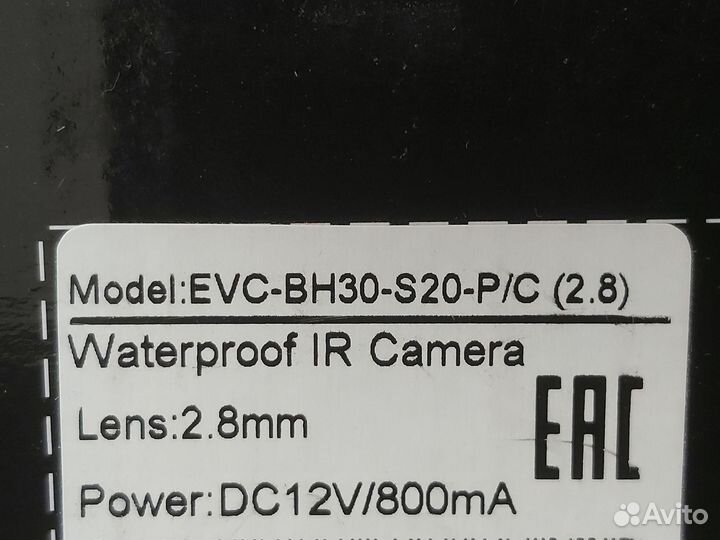 Model:EVC-BH30-S20-P/C (2.8)
Waterproof IR Camera
Lens:2.8mm
EAC
Power:DC12V/800mA
Avito